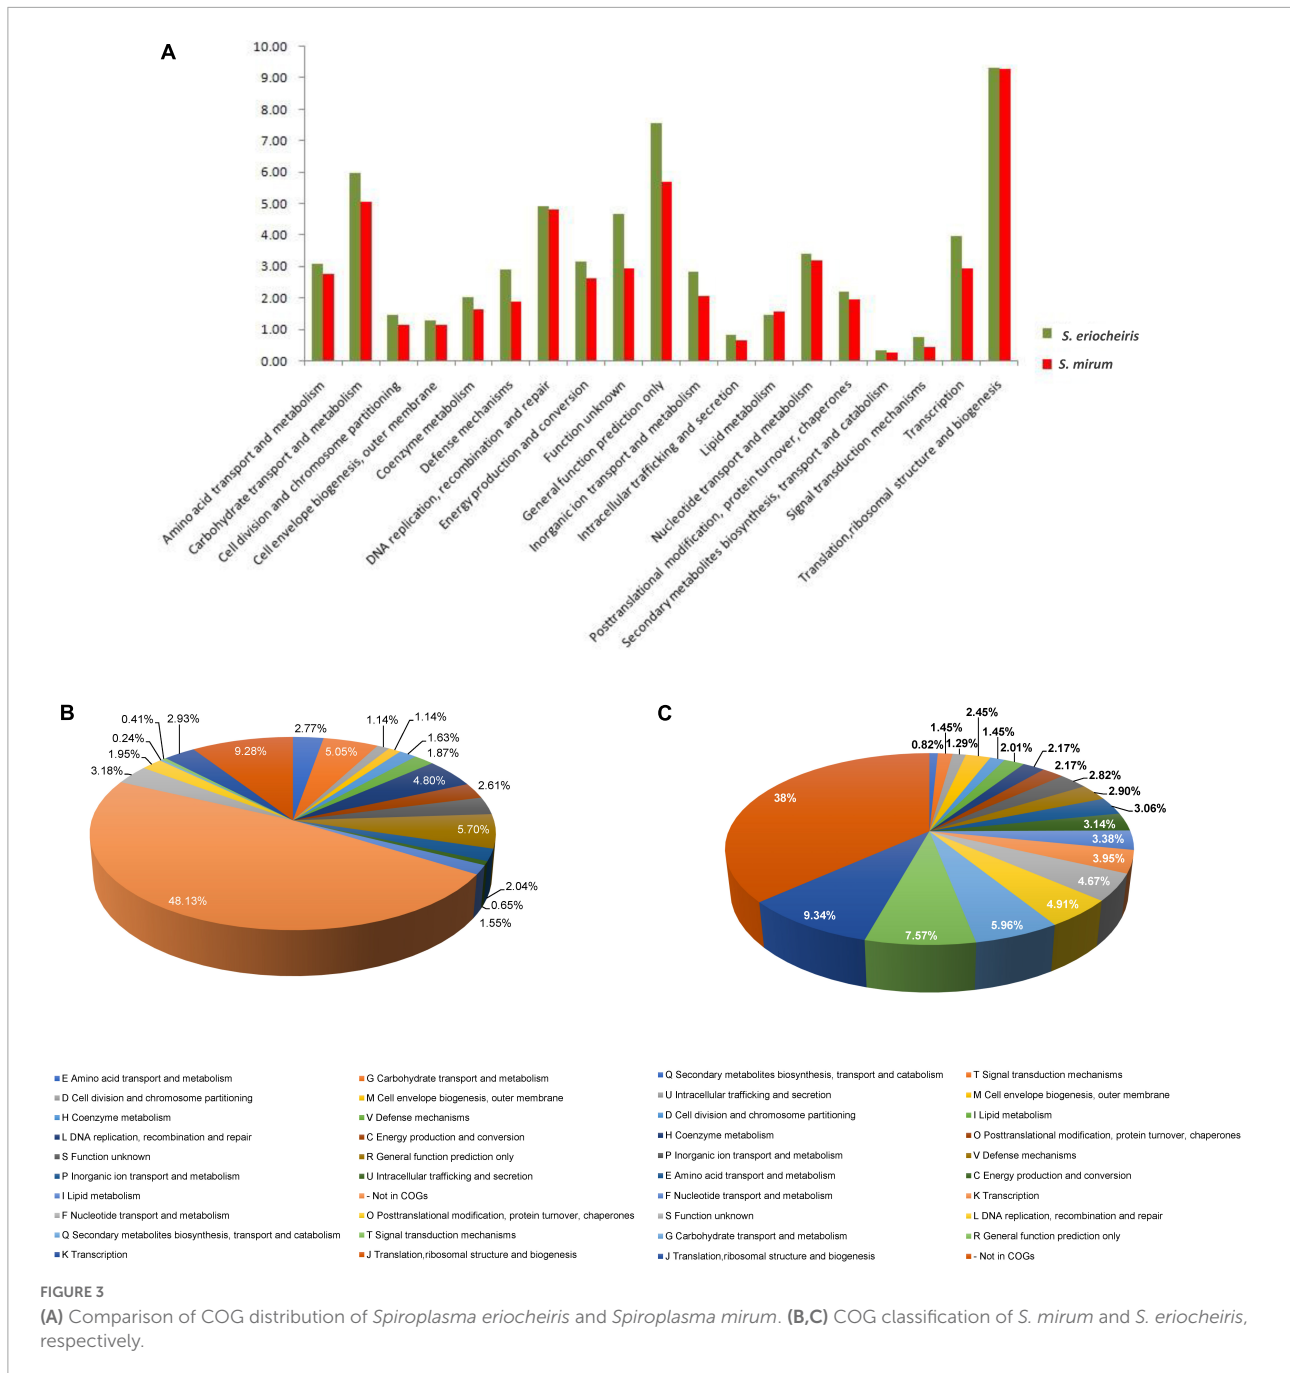 A
10.00
9.00
8.00
7.00
6.00
5.00
4.00
3.00
2.00
1.00
0.00
Amino acid transport and metabolism
Carbohydrate transport and metabolism
Cell division and chromosome partitioning
Cell envelope biogenesis, outer membrane
Coenzyme metabolism
Defense mechanisms
DNA replication, recombination and repair
Energy production and conversion
Function unknown
General function prediction only
Inorganic ion transport and metabolism
Intracellular trafficking and secretion
Lipid metabolism
Nucleotide transport and metabolism
Posttranslational modification, protein turnover, chaperones
Secondary metabolites biosynthesis, transport and catabolism
Signal transduction mechanisms
Transcription
Translation,ribosomal structure and biogenesis
S. eriocheiris
S. mirum
B
2.77%
5.05%
1.14%
1.14%
1.63%
1.87%
4.80%
2.61%
5.70%
2.04%
0.65%
1.55%
48.13%
3.18%
1.95%
0.24%
0.41%
2.93%
9.28%
C
0.82%
1.45%
1.29%
2.45%
1.45%
2.01%
2.17%
2.17%
2.82%
2.90%
3.06%
3.14%
3.38%
3.95%
4.67%
4.91%
5.96%
7.57%
9.34%
38%
E Amino acid transport and metabolism
G Carbohydrate transport and metabolism
D Cell division and chromosome partitioning
M Cell envelope biogenesis, outer membrane
H Coenzyme metabolism
V Defense mechanisms
L DNA replication, recombination and repair
C Energy production and conversion
S Function unknown
R General function prediction only
P Inorganic ion transport and metabolism
U Intracellular trafficking and secretion
I Lipid metabolism
- Not in COGs
F Nucleotide transport and metabolism
O Posttranslational modification, protein turnover, chaperones
Q Secondary metabolites biosynthesis, transport and catabolism
T Signal transduction mechanisms
K Transcription
J Translation,ribosomal structure and biogenesis
Q Secondary metabolites biosynthesis, transport and catabolism
T Signal transduction mechanisms
U Intracellular trafficking and secretion
M Cell envelope biogenesis, outer membrane
D Cell division and chromosome partitioning
I Lipid metabolism
H Coenzyme metabolism
O Posttranslational modification, protein turnover, chaperones
P Inorganic ion transport and metabolism
V Defense mechanisms
E Amino acid transport and metabolism
C Energy production and conversion
F Nucleotide transport and metabolism
K Transcription
S Function unknown
L DNA replication, recombination and repair
G Carbohydrate transport and metabolism
R General function prediction only
J Translation,ribosomal structure and biogenesis
- Not in COGs
FIGURE 3
(A) Comparison of COG distribution of Spiroplasma eriocheiris and Spiroplasma mirum. (B,C) COG classification of S. mirum and S. eriocheiris,
respectively.